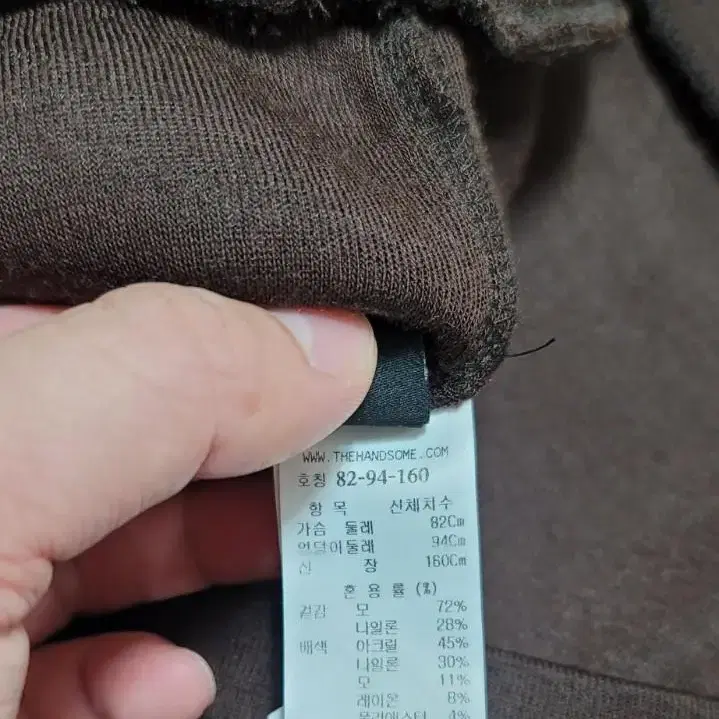 WWW.THEHANDSOME.COM
호칭 82-94-160
항 목 신체치수
가슴 둘레 82Cm
엉덩이둘레 94Cm
신 장 160Cm
혼 용 률 (%)
겉감 모 72%
나일론 28%
배색 아크릴 45%
나일론 30%
모 11%
레이온 8%
폴리에스터 4%